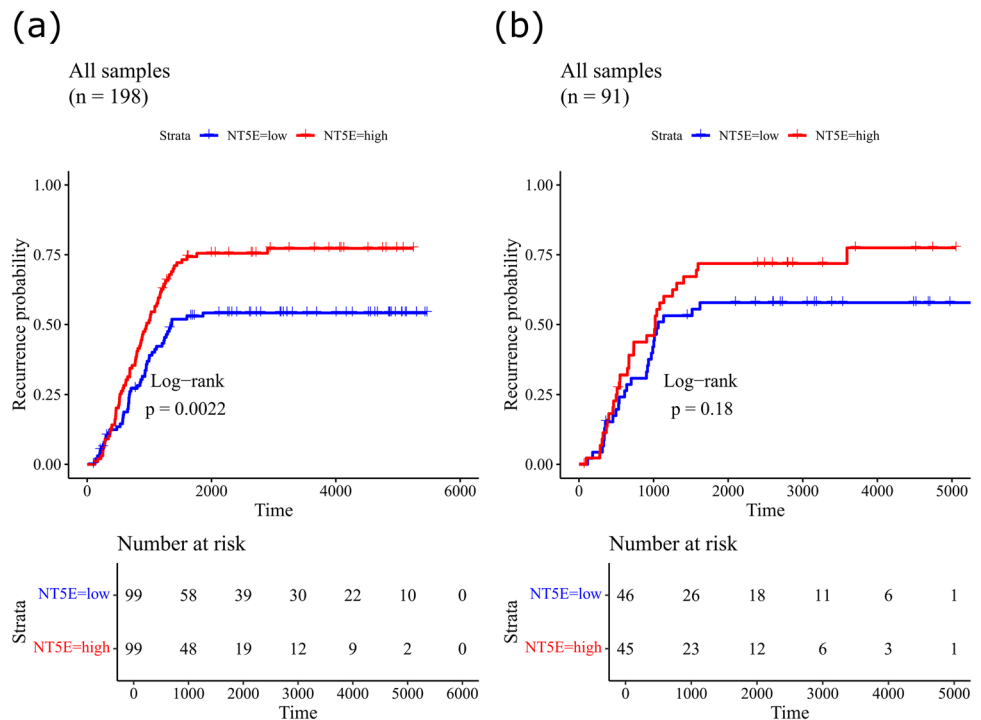 (a)
All samples
(n = 198)
Strata NT5E=low NT5E=high
Recurrence probability
1.00
0.75
0.50
0.25
0.00
Log−rank
p = 0.0022
0 2000 4000 6000
Time
Number at risk
Strata
NT5E=low 99 58 39 30 22 10 0
NT5E=high 99 48 19 12 9 2 0
0 1000 2000 3000 4000 5000 6000
Time
(b)
All samples
(n = 91)
Strata NT5E=low NT5E=high
Recurrence probability
1.00
0.75
0.50
0.25
0.00
Log−rank
p = 0.18
0 1000 2000 3000 4000 5000
Time
Number at risk
Strata
NT5E=low 46 26 18 11 6 1
NT5E=high 45 23 12 6 3 1
0 1000 2000 3000 4000 5000
Time